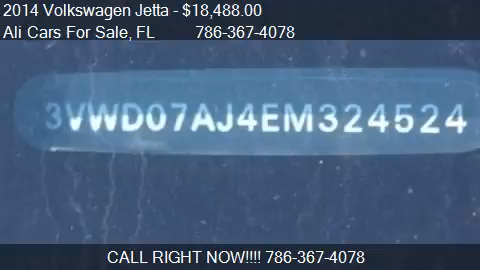 2014 Volkswagen Jetta - $18,488.00
Ali Cars For Sale, FL 786-367-4078
3VWD07AJ4EM324524
CALL RIGHT NOW!!!! 786-367-4078